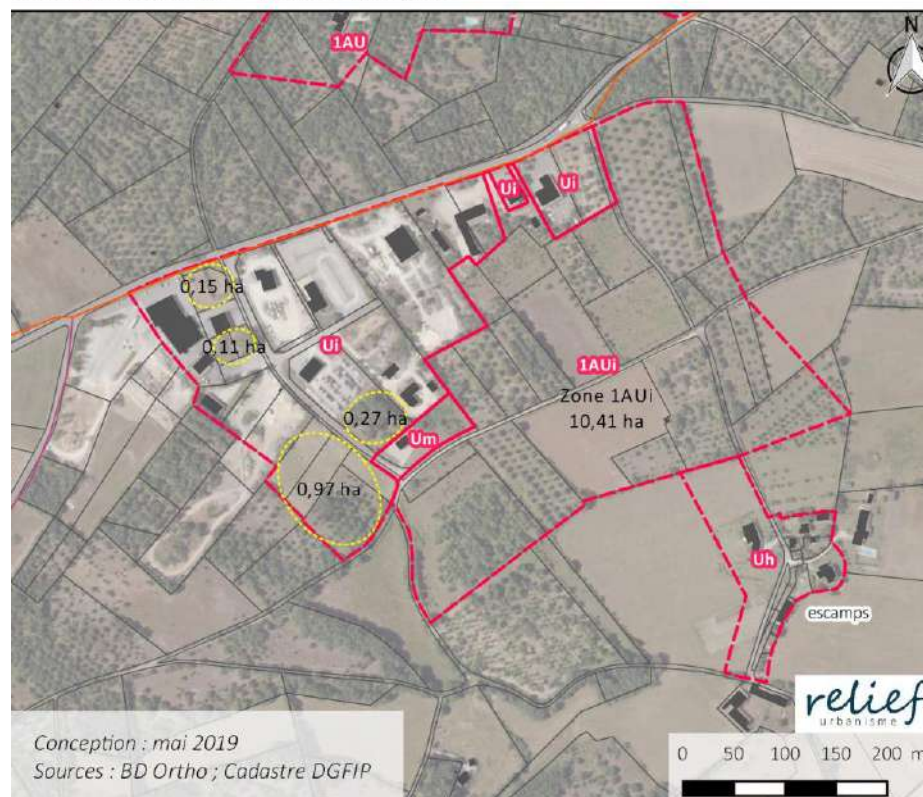 1AU
N
Ui
Ui
0,15 ha
0,11 ha
Ui
1AUi
Zone 1AUi
10,41 ha
0,27 ha
Um
0,97 ha
Uh
escamps
relief
urbanisme
Conception : mai 2019
Sources : BD Ortho ; Cadastre DGFIP
0 50 100 150 200 m